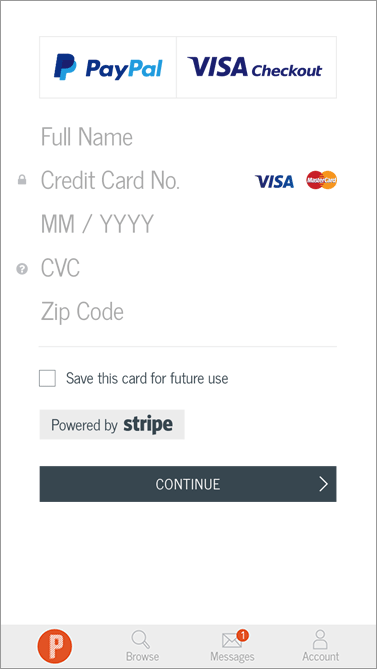 PayPal VISA Checkout
Full Name
Credit Card No. VISA MasterCard
MM / YYYY
? CVC
Zip Code
Save this card for future use
Powered by stripe
CONTINUE
1
P Browse Messages Account